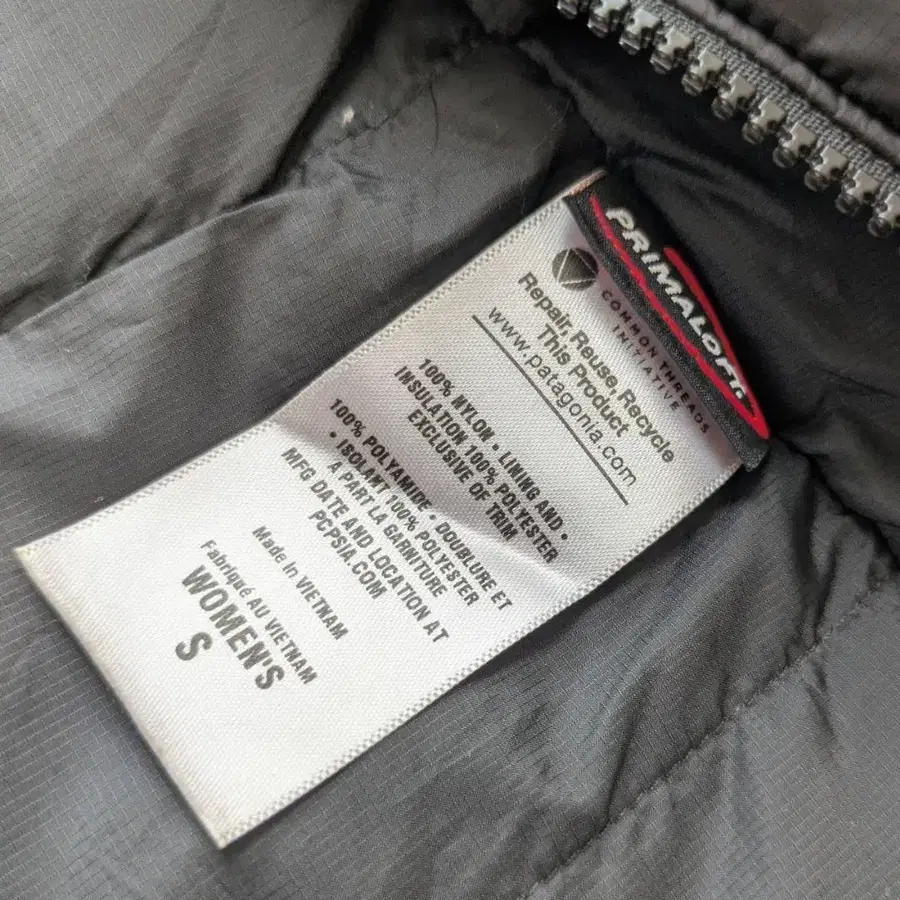 PRIMALOFT
COMMON THREADS
INITIATIVE
Repair, Reuse, Recycle
This Product
www.patagonia.com
100% NYLON • LINING AND •
INSULATION 100% POLYESTER
EXCLUSIVE OF TRIM
100% POLYAMIDE • DOUBLURE ET
• ISOLANT 100% POLYESTER
A PART LA GARNITURE
MFG DATE AND LOCATION AT
PCPSIA.COM
Made in VIETNAM
Fabriqué AU VIETNAM
WOMEN'S
S